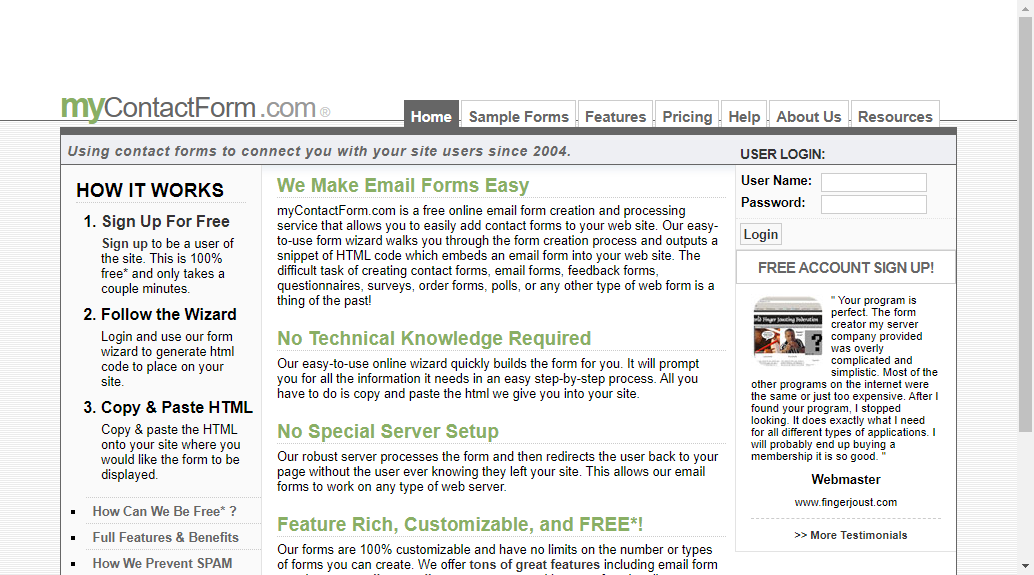 myContactForm.com®
Home
Sample Forms
Features
Pricing
Help
About Us
Resources
Using contact forms to connect you with your site users since 2004.
HOW IT WORKS
1. Sign Up For Free
Sign up to be a user of
the site. This is 100%
free* and only takes a
couple minutes.
2. Follow the Wizard
Login and use our form
wizard to generate html
code to place on your
site.
3. Copy & Paste HTML
Copy & paste the HTML
onto your site where you
would like the form to be
displayed.
How Can We Be Free* ?
Full Features & Benefits
How We Prevent SPAM
We Make Email Forms Easy
myContactForm.com is a free online email form creation and processing
service that allows you to easily add contact forms to your web site. Our easy-
to-use form wizard walks you through the form creation process and outputs a
snippet of HTML code which embeds an email form into your web site. The
difficult task of creating contact forms, email forms, feedback forms,
questionnaires, surveys, order forms, polls, or any other type of web form is a
thing of the past!
No Technical Knowledge Required
Our easy-to-use online wizard quickly builds the form for you. It will prompt
you for all the information it needs in an easy step-by-step process. All you
have to do is copy and paste the html we give you into your site.
No Special Server Setup
Our robust server processes the form and then redirects the user back to your
page without the user ever knowing they left your site. This allows our email
forms to work on any type of web server.
Feature Rich, Customizable, and FREE*!
Our forms are 100% customizable and have no limits on the number or types
of forms you can create. We offer tons of great features including email form
USER LOGIN:
User Name:
Password:
Login
FREE ACCOUNT SIGN UP!
" Your program is
perfect. The form
creator my server
company provided
was overly
complicated and
simplistic. Most of the
other programs on the internet were
the same or just too expensive. After I
found your program, I stopped
looking. It does exactly what I need
for all different types of applications. I
will probably end up buying a
membership it is so good. "
Webmaster
www.fingerjoust.com
>> More Testimonials